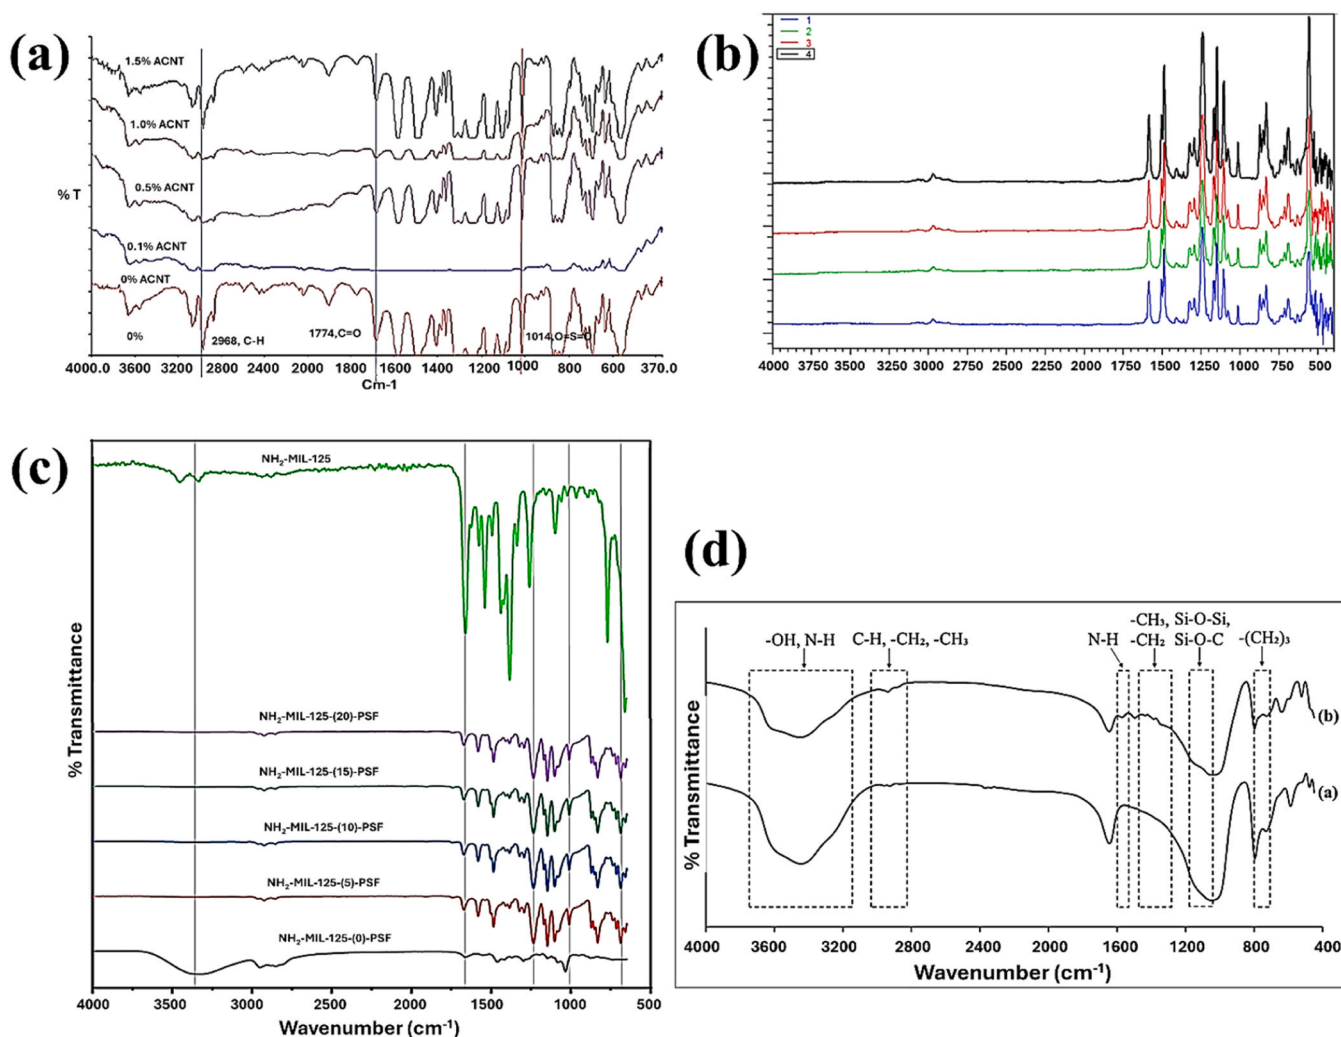 (a)
1.5% ACNT
1.0% ACNT
% T
0.5% ACNT
0.1% ACNT
0% ACNT
0%
2968, C-H
1774,C=O
1014,O=S=O
4000.0 3600 3200 2800 2400 2000 1800 1600 1400 1200 1000 800 600 370.0
Cm-1
(b)
1
2
3
4
4000 3750 3500 3250 3000 2750 2500 2250 2000 1750 1500 1250 1000 750 500
(c)
NH₂-MIL-125
NH₂-MIL-125-(20)-PSF
NH₂-MIL-125-(15)-PSF
NH₂-MIL-125-(10)-PSF
NH₂-MIL-125-(5)-PSF
NH₂-MIL-125-(0)-PSF
% Transmittance
4000 3500 3000 2500 2000 1500 1000 500
Wavenumber (cm⁻¹)
(d)
-OH, N-H
C-H, -CH₂, -CH₃
N-H
-CH₃, Si-O-Si,
-CH₂ Si-O-C
-(CH₂)₃
(b)
(a)
% Transmittance
4000 3600 3200 2800 2400 2000 1600 1200 800 400
Wavenumber (cm⁻¹)